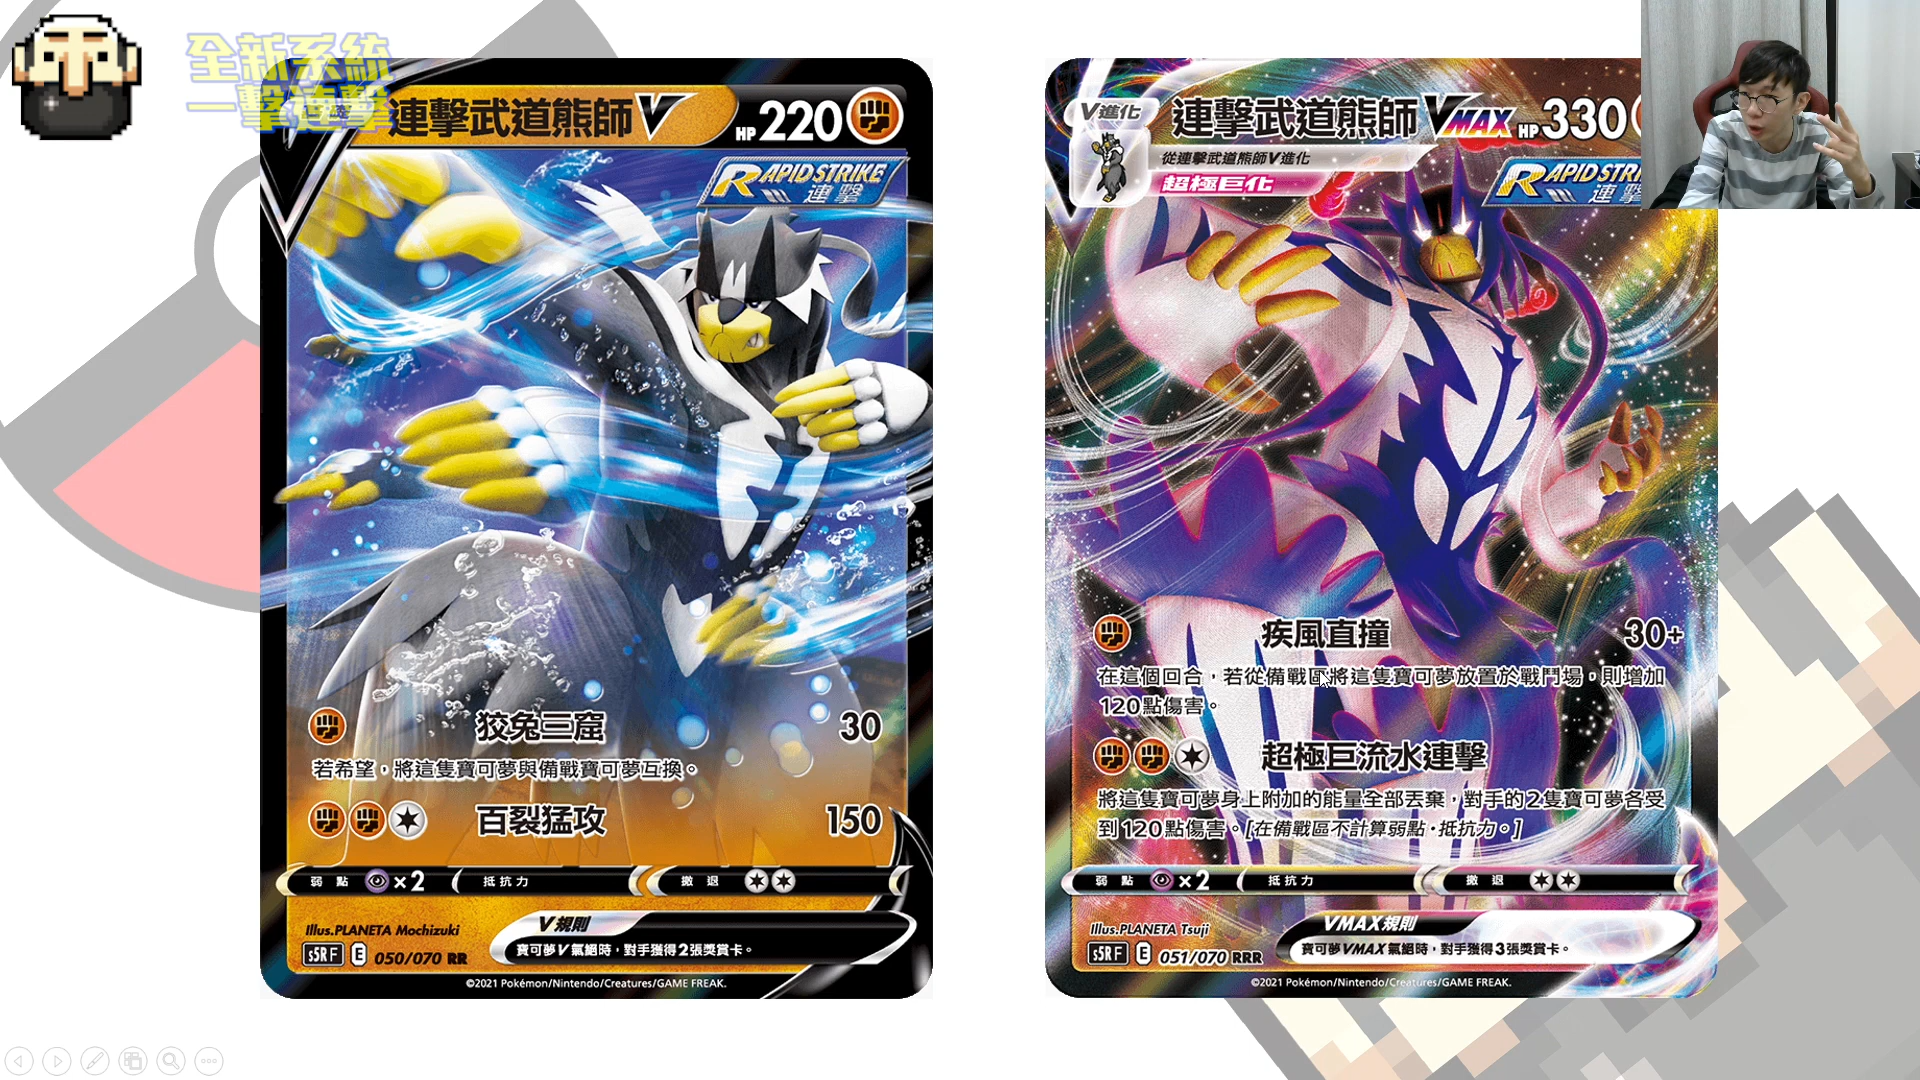 全新系統
一擊連擊
連擊武道熊師V HP 220
RAPID STRIKE
連擊
狡兔三窟 30
若希望，將這隻寶可夢與備戰寶可夢互換。
百裂猛攻 150
弱點 ×2 抵抗力 撤退
Illus.PLANETA Mochizuki
V規則
寶可夢V氣絕時，對手獲得2張獎賞卡。
s5R F E 050/070 RR
©2021 Pokémon/Nintendo/Creatures/GAME FREAK.
V進化
連擊武道熊師VMAX HP 330
從連擊武道熊師V進化
超極巨化
RAPID STRI
連擊
疾風直撞 30+
在這個回合，若從備戰區將這隻寶可夢放置於戰鬥場，則增加
120點傷害。
超極巨流水連擊
將這隻寶可夢身上附加的能量全部丟棄，對手的2隻寶可夢各受
到120點傷害。[在備戰區不計算弱點・抵抗力。]
弱點 ×2 抵抗力 撤退
Illus.PLANETA Tsuji
VMAX規則
寶可夢VMAX氣絕時，對手獲得3張獎賞卡。
s5R F E 051/070 RRR
©2021 Pokémon/Nintendo/Creatures/GAME FREAK.